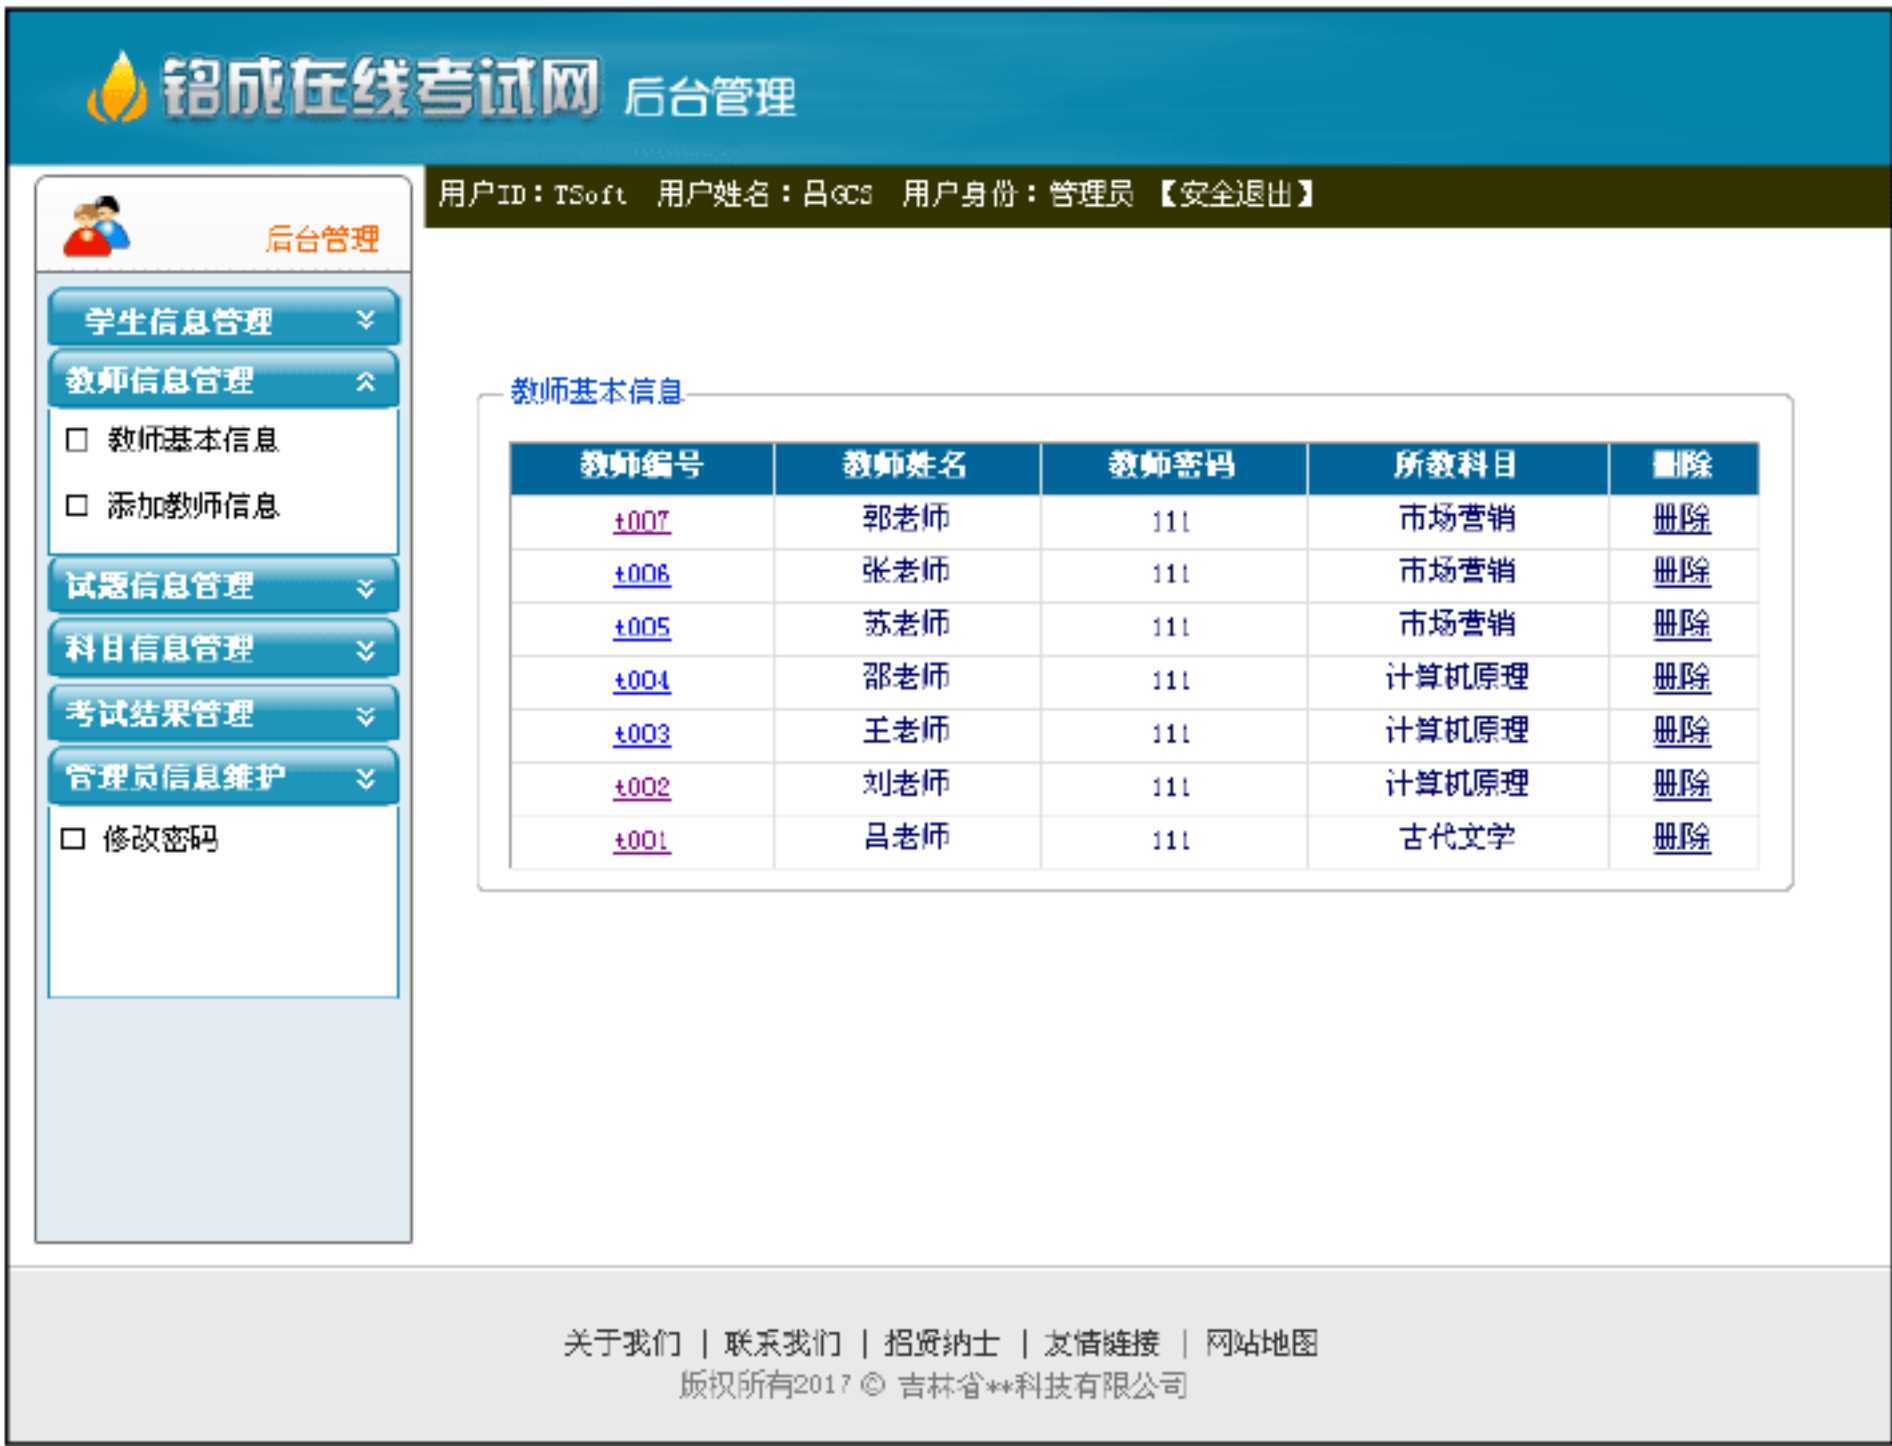 铭成在线考试网 后台管理
用户ID：TSoft 用户姓名：吕GCS 用户身份：管理员 【安全退出】
后台管理
学生信息管理
教师信息管理
教师基本信息
添加教师信息
试题信息管理
科目信息管理
考试结果管理
管理员信息维护
修改密码
教师基本信息
教师编号 教师姓名 教师密码 所教科目 删除
t007 郭老师 111 市场营销 删除
t006 张老师 111 市场营销 删除
t005 苏老师 111 市场营销 删除
t004 邵老师 111 计算机原理 删除
t003 王老师 111 计算机原理 删除
t002 刘老师 111 计算机原理 删除
t001 吕老师 111 古代文学 删除
关于我们 | 联系我们 | 招贤纳士 | 友情链接 | 网站地图
版权所有2017 © 吉林省**科技有限公司